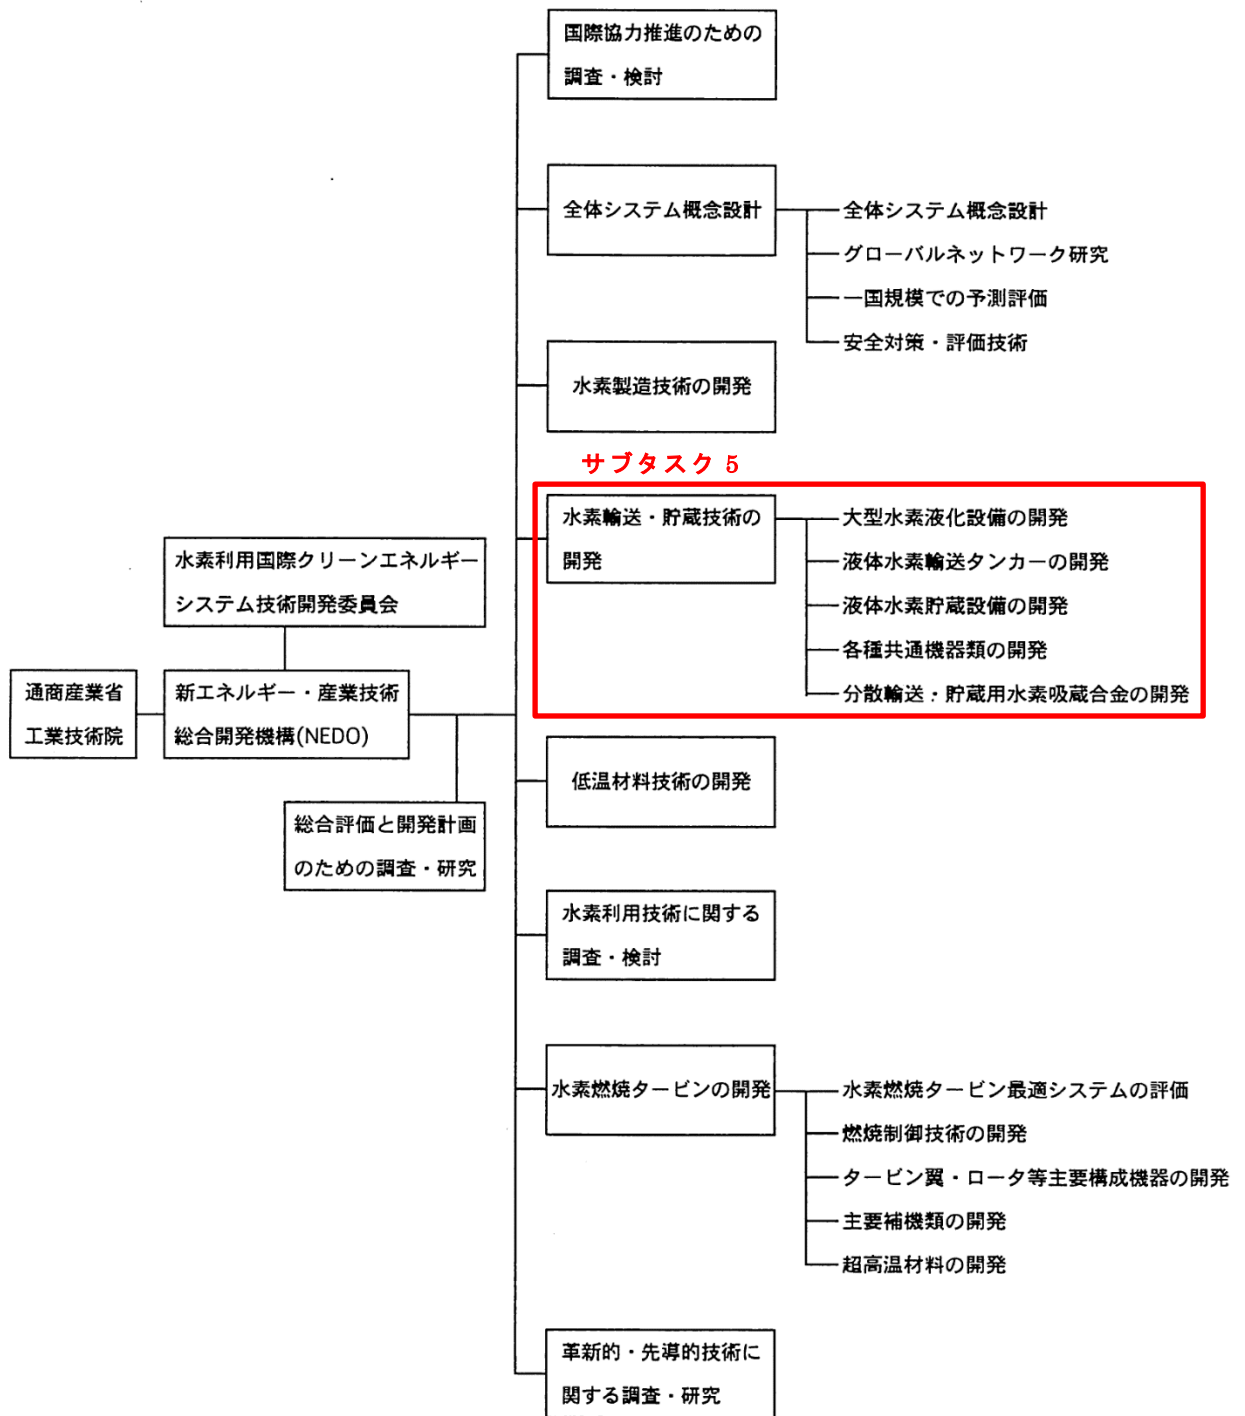 国際協力推進のための
調査・検討
全体システム概念設計
全体システム概念設計
グローバルネットワーク研究
一国規模での予測評価
安全対策・評価技術
水素製造技術の開発
サブタスク 5
水素輸送・貯蔵技術の
開発
大型水素液化設備の開発
液体水素輸送タンカーの開発
液体水素貯蔵設備の開発
各種共通機器類の開発
分散輸送・貯蔵用水素吸蔵合金の開発
水素利用国際クリーンエネルギー
システム技術開発委員会
通商産業省
工業技術院
新エネルギー・産業技術
総合開発機構(NEDO)
総合評価と開発計画
のための調査・研究
低温材料技術の開発
水素利用技術に関する
調査・検討
水素燃焼タービンの開発
水素燃焼タービン最適システムの評価
燃焼制御技術の開発
タービン翼・ロータ等主要構成機器の開発
主要補機類の開発
超高温材料の開発
革新的・先導的技術に
関する調査・研究